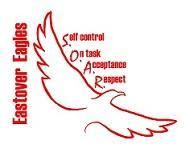 Eastover Eagles
Self control
On task
Acceptance
Respect